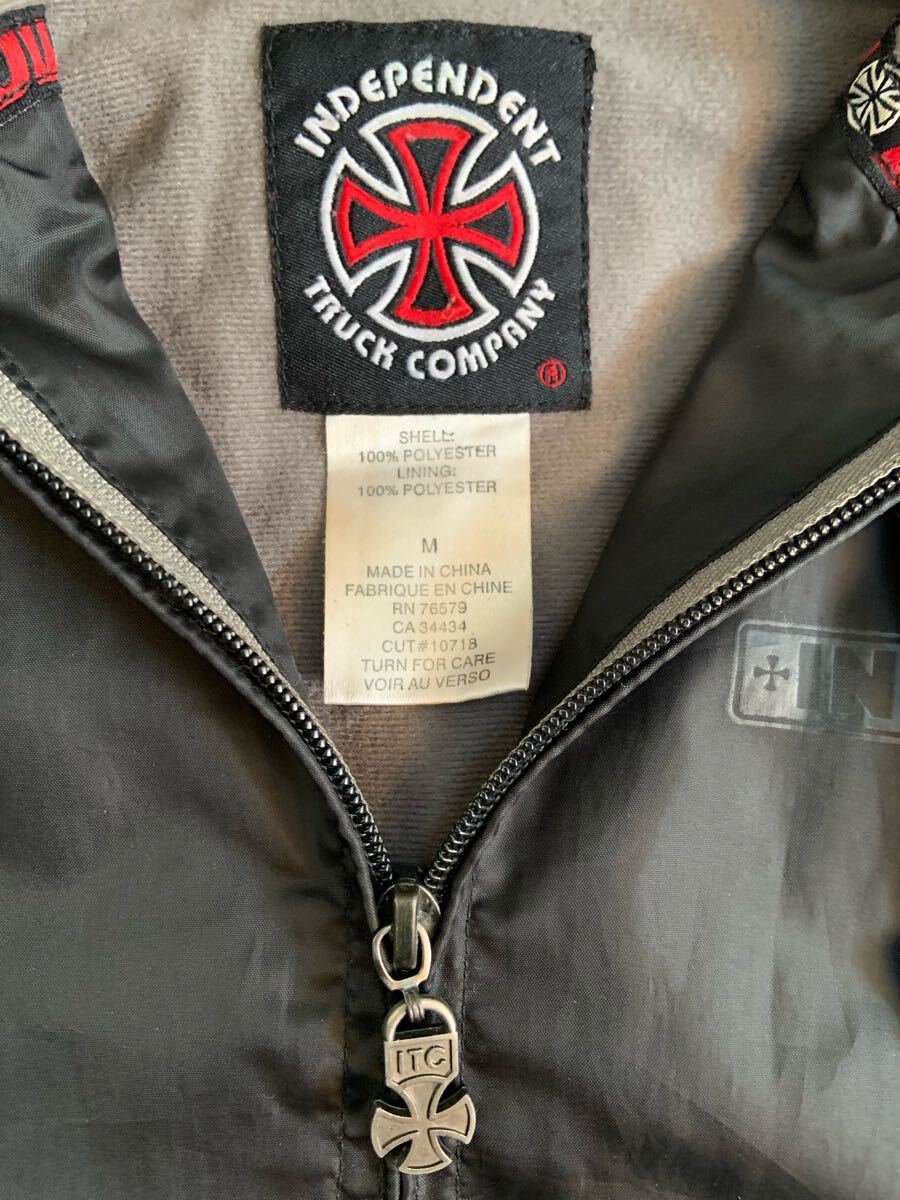 INDEPENDENT
TRUCK COMPANY
SHELL:
100% POLYESTER
LINING:
100% POLYESTER
M
MADE IN CHINA
FABRIQUE EN CHINE
RN 76579
CA 34434
CUT#10718
TURN FOR CARE
VOIR AU VERSO
IN
ITC